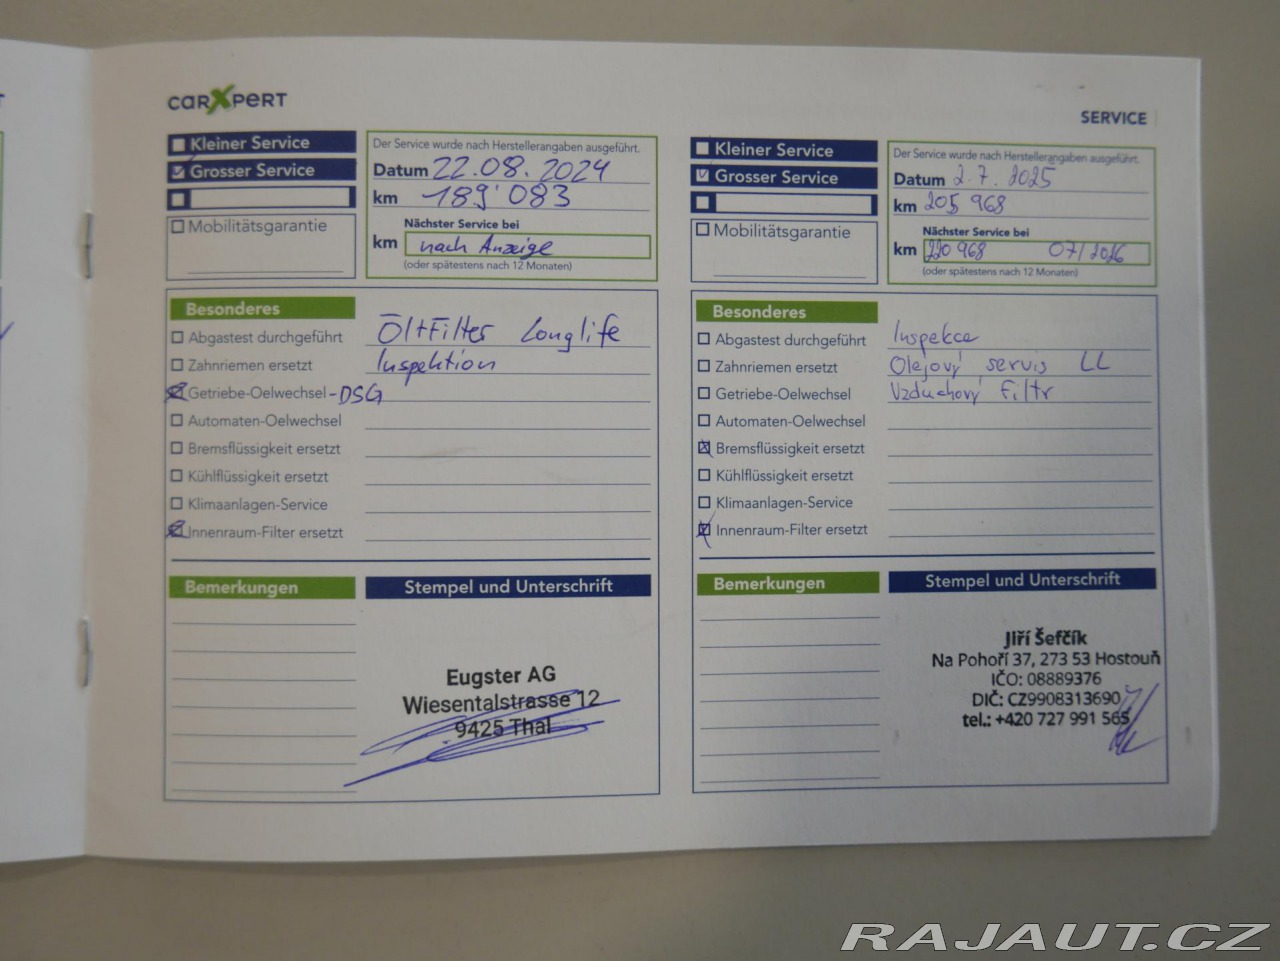 carXpert
Kleiner Service
Grosser Service
Mobilitätsgarantie
Der Service wurde nach Herstellerangaben ausgeführt.
Datum 22.08.2024
km 189'083
Nächster Service bei
km nach Anzeige
(oder spätestens nach 12 Monaten)
Besonderes
Abgastest durchgeführt
Zahnriemen ersetzt
Getriebe-Oelwechsel-DSG
Automaten-Oelwechsel
Bremsflüssigkeit ersetzt
Kühlflüssigkeit ersetzt
Klimaanlagen-Service
Innenraum-Filter ersetzt
Öl+Filter Longlife
Inspektion
Bemerkungen
Stempel und Unterschrift
Eugster AG
Wiesentalstrasse 12
9425 Thal
SERVICE
Kleiner Service
Grosser Service
Mobilitätsgarantie
Der Service wurde nach Herstellerangaben ausgeführt.
Datum 2.7.2025
km 205 968
Nächster Service bei
km 220 968 07/2026
(oder spätestens nach 12 Monaten)
Besonderes
Abgastest durchgeführt
Zahnriemen ersetzt
Getriebe-Oelwechsel
Automaten-Oelwechsel
Bremsflüssigkeit ersetzt
Kühlflüssigkeit ersetzt
Klimaanlagen-Service
Innenraum-Filter ersetzt
Inspekce
Olejový servis LL
Vzduchový filtr
Bemerkungen
Stempel und Unterschrift
Jiří Šefčík
Na Pohoří 37, 273 53 Hostouň
IČO: 08889376
DIČ: CZ9908313690
tel.: +420 727 991 565
RAJAUT.CZ